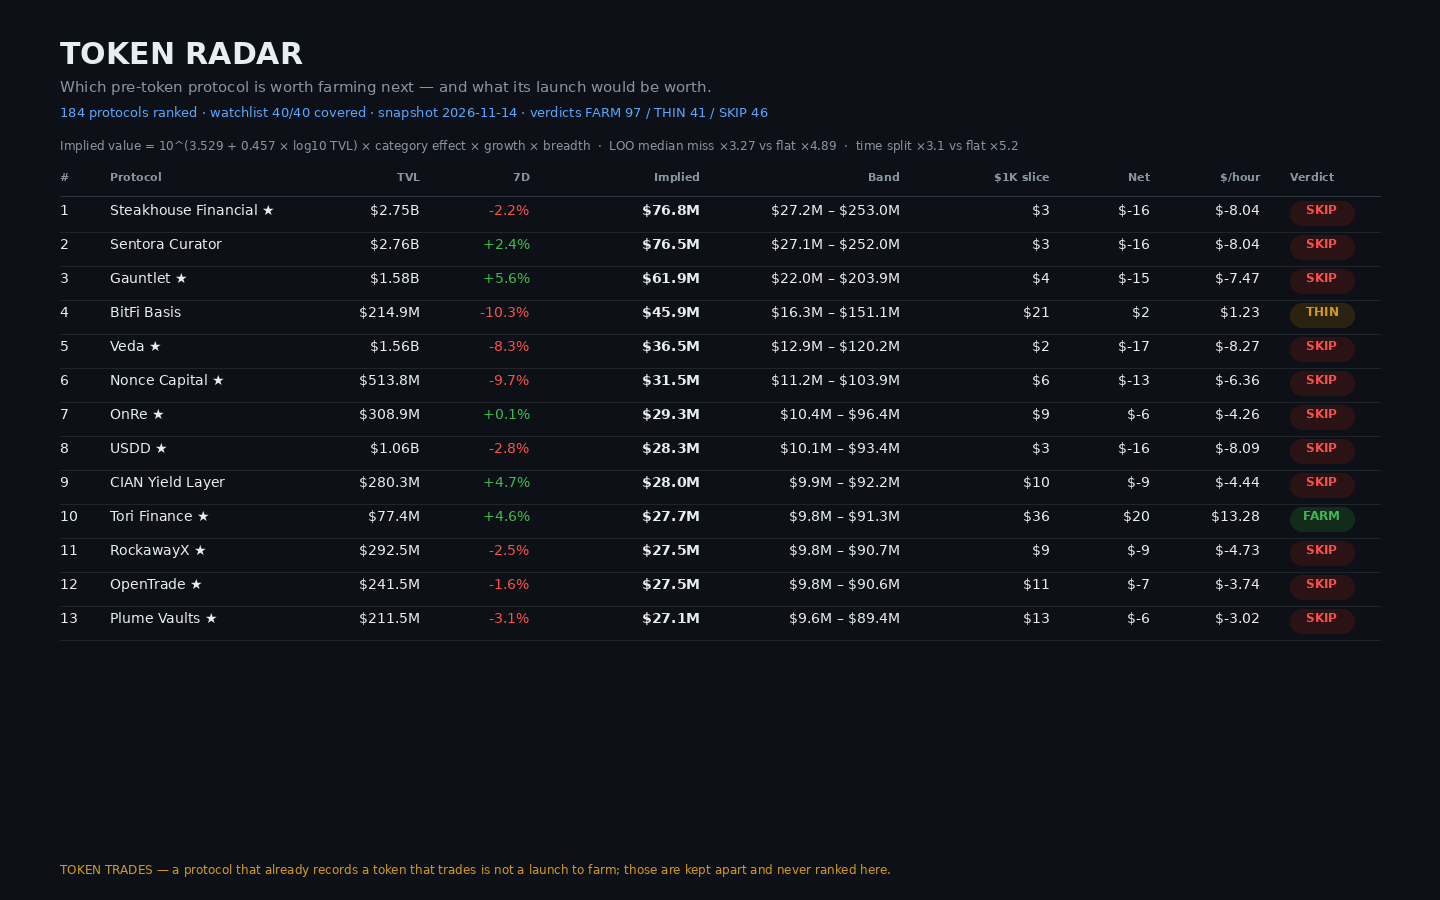 TOKEN RADAR
Which pre-token protocol is worth farming next — and what its launch would be worth.
184 protocols ranked · watchlist 40/40 covered · snapshot 2026-11-14 · verdicts FARM 97 / THIN 41 / SKIP 46
Implied value = 10^(3.529 + 0.457 × log10 TVL) × category effect × growth × breadth · LOO median miss ×3.27 vs flat ×4.89 · time split ×3.1 vs flat ×5.2
# Protocol TVL 7D Implied Band $1K slice Net $/hour Verdict
1 Steakhouse Financial ★ $2.75B -2.2% $76.8M $27.2M – $253.0M $3 $-16 $-8.04 SKIP
2 Sentora Curator $2.76B +2.4% $76.5M $27.1M – $252.0M $3 $-16 $-8.04 SKIP
3 Gauntlet ★ $1.58B +5.6% $61.9M $22.0M – $203.9M $4 $-15 $-7.47 SKIP
4 BitFi Basis $214.9M -10.3% $45.9M $16.3M – $151.1M $21 $2 $1.23 THIN
5 Veda ★ $1.56B -8.3% $36.5M $12.9M – $120.2M $2 $-17 $-8.27 SKIP
6 Nonce Capital ★ $513.8M -9.7% $31.5M $11.2M – $103.9M $6 $-13 $-6.36 SKIP
7 OnRe ★ $308.9M +0.1% $29.3M $10.4M – $96.4M $9 $-6 $-4.26 SKIP
8 USDD ★ $1.06B -2.8% $28.3M $10.1M – $93.4M $3 $-16 $-8.09 SKIP
9 CIAN Yield Layer $280.3M +4.7% $28.0M $9.9M – $92.2M $10 $-9 $-4.44 SKIP
10 Tori Finance ★ $77.4M +4.6% $27.7M $9.8M – $91.3M $36 $20 $13.28 FARM
11 RockawayX ★ $292.5M -2.5% $27.5M $9.8M – $90.7M $9 $-9 $-4.73 SKIP
12 OpenTrade ★ $241.5M -1.6% $27.5M $9.8M – $90.6M $11 $-7 $-3.74 SKIP
13 Plume Vaults ★ $211.5M -3.1% $27.1M $9.6M – $89.4M $13 $-6 $-3.02 SKIP
TOKEN TRADES — a protocol that already records a token that trades is not a launch to farm; those are kept apart and never ranked here.